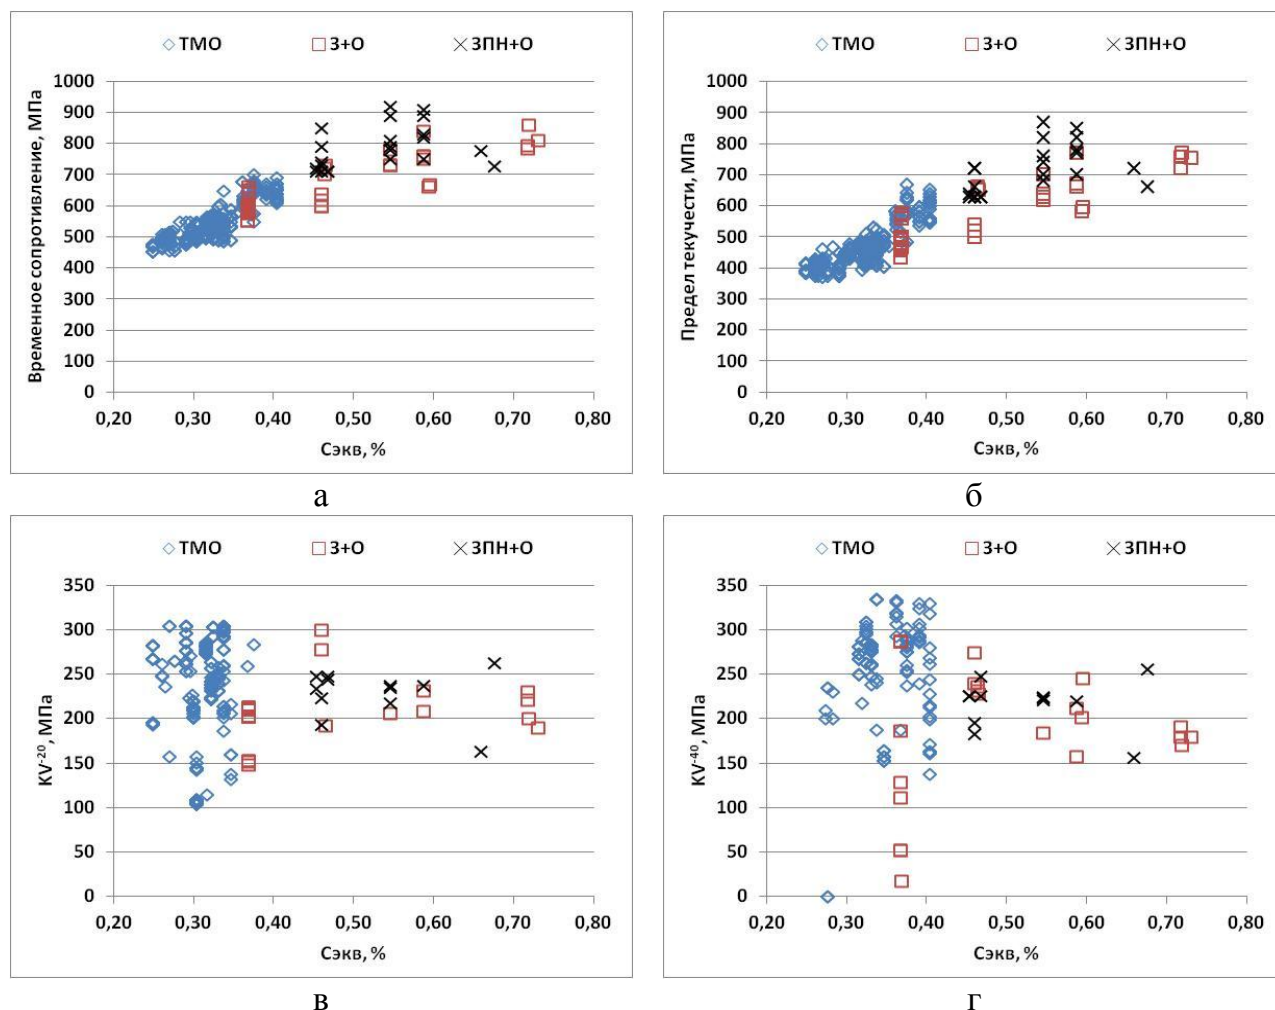 ТМО З+О ЗПН+О
Временное сопротивление, МПа
1000
900
800
700
600
500
400
300
200
100
0
0,20 0,30 0,40 0,50 0,60 0,70 0,80
Сэкв, %
а
ТМО З+О ЗПН+О
Предел текучести, МПа
1000
900
800
700
600
500
400
300
200
100
0
0,20 0,30 0,40 0,50 0,60 0,70 0,80
Сэкв, %
б
ТМО З+О ЗПН+О
KV-20, МПа
350
300
250
200
150
100
50
0
0,20 0,30 0,40 0,50 0,60 0,70 0,80
Сэкв, %
в
ТМО З+О ЗПН+О
KV-40, МПа
350
300
250
200
150
100
50
0
0,20 0,30 0,40 0,50 0,60 0,70 0,80
Сэкв, %
г